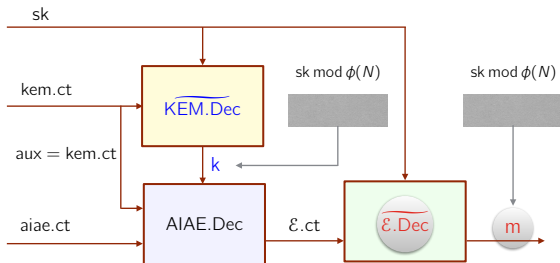 sk
kem.ct
sk mod ϕ(N)
sk mod ϕ(N)
KEM.Dec
aux = kem.ct
k
aiae.ct
AIAE.Dec
ℰ.ct
ℰ.Dec
m